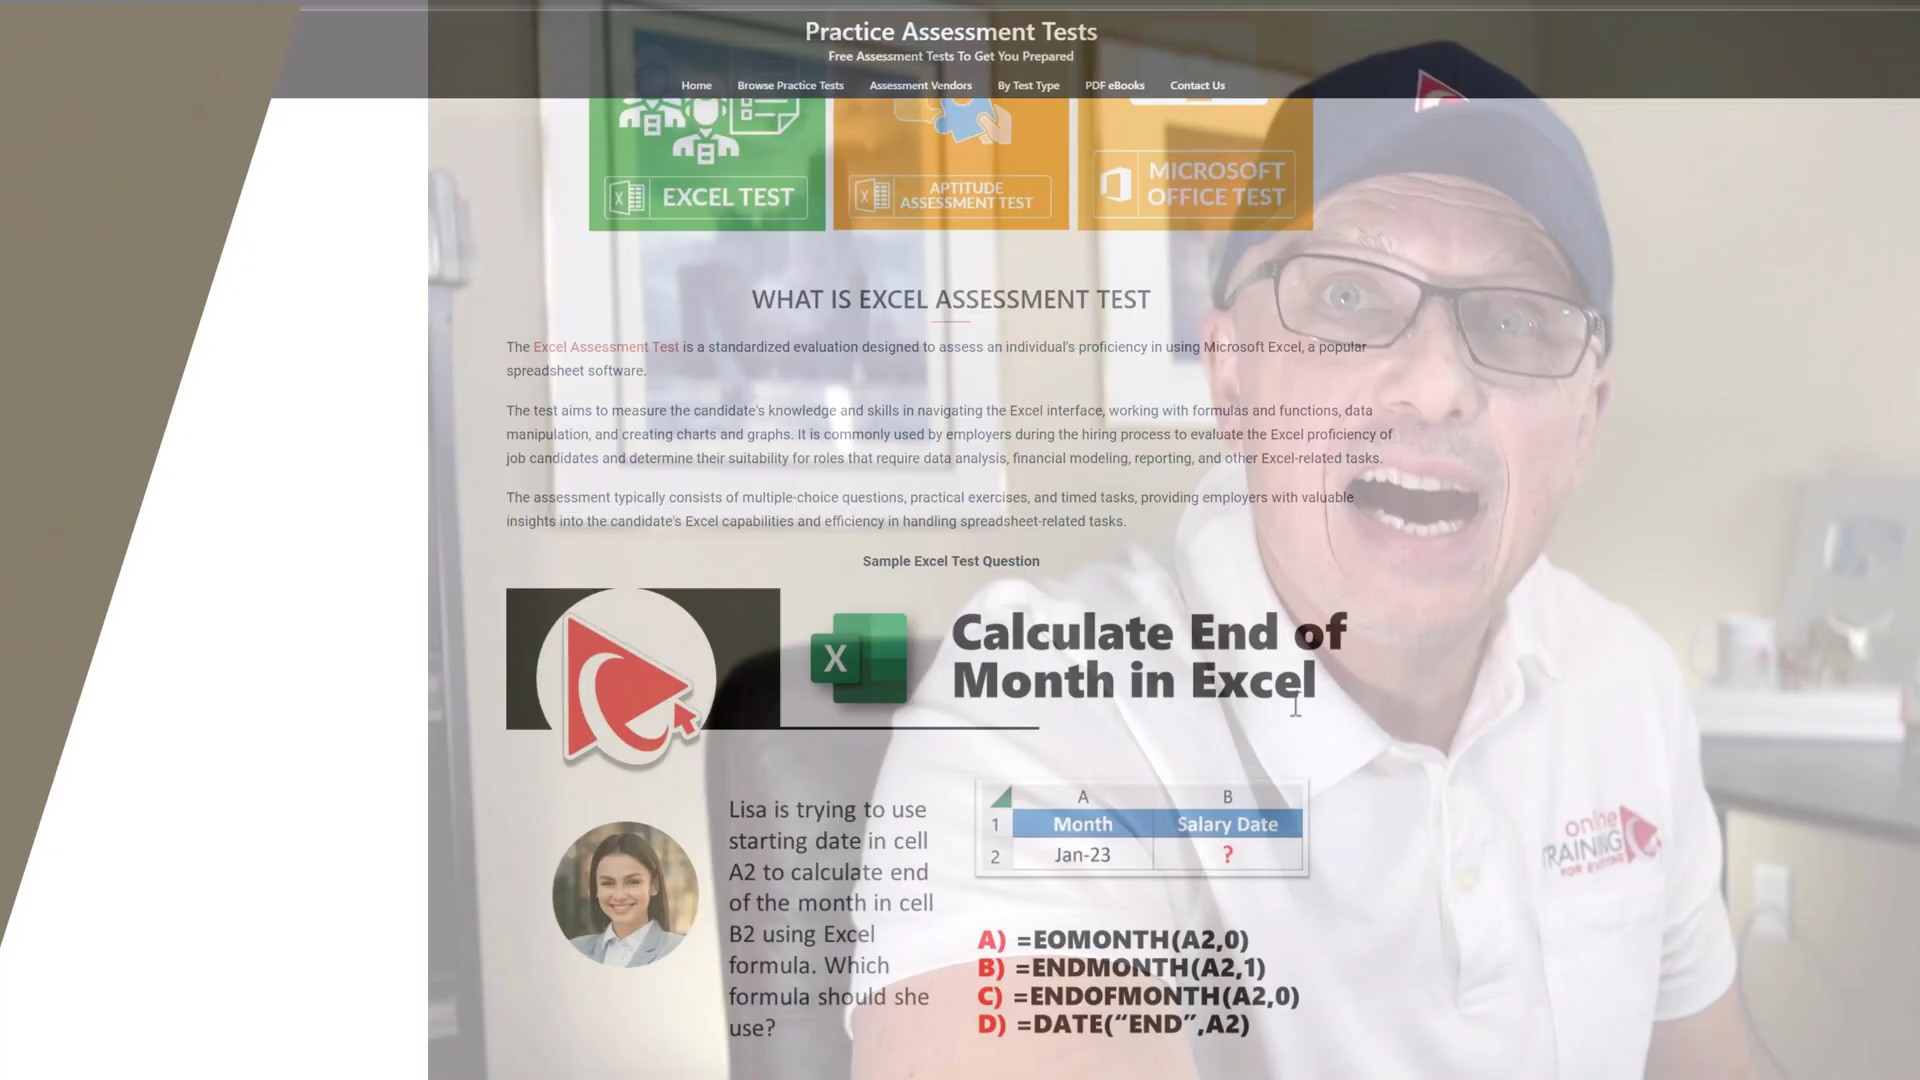 Practice Assessment Tests
Free Assessment Tests To Get You Prepared
Home Browse Practice Tests Assessment Vendors By Test Type PDF eBooks Contact Us
EXCEL TEST
APTITUDE
ASSESSMENT TEST
MICROSOFT
OFFICE TEST
WHAT IS EXCEL ASSESSMENT TEST
The Excel Assessment Test is a standardized evaluation designed to assess an individual's proficiency in using Microsoft Excel, a popular
spreadsheet software.
The test aims to measure the candidate's knowledge and skills in navigating the Excel interface, working with formulas and functions, data
manipulation, and creating charts and graphs. It is commonly used by employers during the hiring process to evaluate the Excel proficiency of
job candidates and determine their suitability for roles that require data analysis, financial modeling, reporting, and other Excel-related tasks.
The assessment typically consists of multiple-choice questions, practical exercises, and timed tasks, providing employers with valuable
insights into the candidate's Excel capabilities and efficiency in handling spreadsheet-related tasks.
Sample Excel Test Question
X
Calculate End of
Month in Excel
Lisa is trying to use
starting date in cell
A2 to calculate end
of the month in cell
B2 using Excel
formula. Which
formula should she
use?
A B
1 Month Salary Date
2 Jan-23 ?
A) =EOMONTH(A2,0)
B) =ENDMONTH(A2,1)
C) =ENDOFMONTH(A2,0)
D) =DATE(“END”,A2)
online
TRAINING
FOR EVERYONE